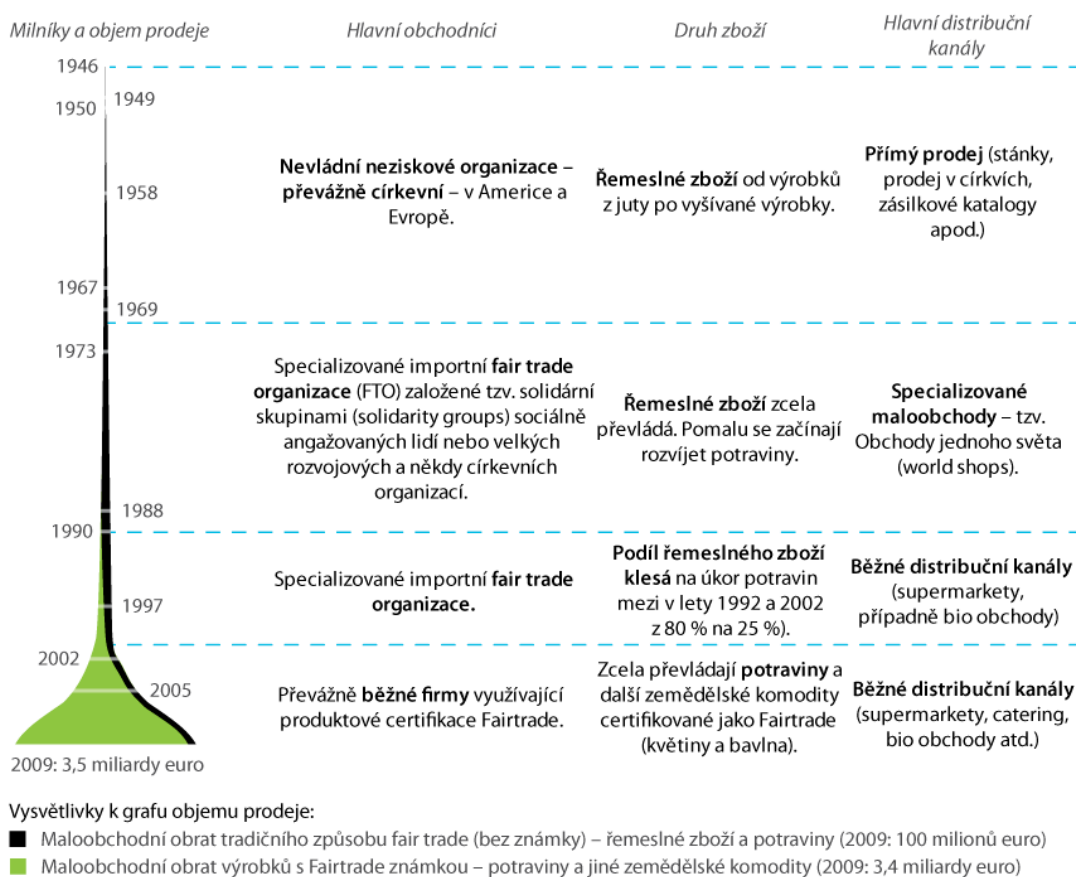 Milníky a objem prodeje
Hlavní obchodníci
Druh zboží
Hlavní distribuční
kanály
1946
1949
1950
1958
1967
1969
Nevládní neziskové organizace –
převážně církevní – v Americe a
Evropě.
Řemeslné zboží od výrobků
z juty po vyšívané výrobky.
Přímý prodej (stánky,
prodej v církvích,
zásilkové katalogy
apod.)
1973
1988
Specializované importní fair trade
organizace (FTO) založené tzv. solidární
skupinami (solidarity groups) sociálně
angažovaných lidí nebo velkých
rozvojových a někdy církevních
organizací.
Řemeslné zboží zcela
převládá. Pomalu se začínají
rozvíjet potraviny.
Specializované
maloobchody – tzv.
Obchody jednoho světa
(world shops).
1990
1997
Specializované importní fair trade
organizace.
Podíl řemeslného zboží
klesá na úkor potravin
mezi v lety 1992 a 2002
z 80 % na 25 %).
Běžné distribuční kanály
(supermarkety,
případně bio obchody)
2002
2005
Převážně běžné firmy využívající
produktové certifikace Fairtrade.
Zcela převládají potraviny a
další zemědělské komodity
certifikované jako Fairtrade
(květiny a bavlna).
Běžné distribuční kanály
(supermarkety, catering,
bio obchody atd.)
2009: 3,5 miliardy euro
Vysvětlivky k grafu objemu prodeje:
Maloobchodní obrat tradičního způsobu fair trade (bez známky) – řemeslné zboží a potraviny (2009: 100 milionů euro)
Maloobchodní obrat výrobků s Fairtrade známkou – potraviny a jiné zemědělské komodity (2009: 3,4 miliardy euro)